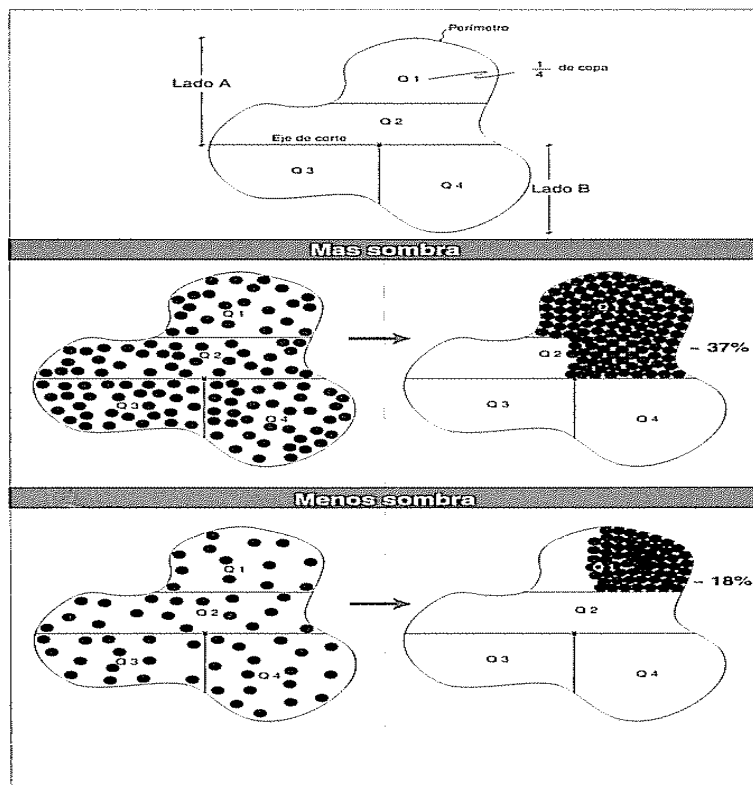 Perímetro
Lado A
Q 1
1/4 de copa
Q 2
Eje de corte
Q 3
Q 4
Lado B
Mas sombra
Q 1
Q 2
Q 3
Q 4
Q 2
- 37%
Q 3
Q 4
Menos sombra
Q 1
Q 2
Q 3
Q 4
- 18%
Q 2
Q 3
Q 4